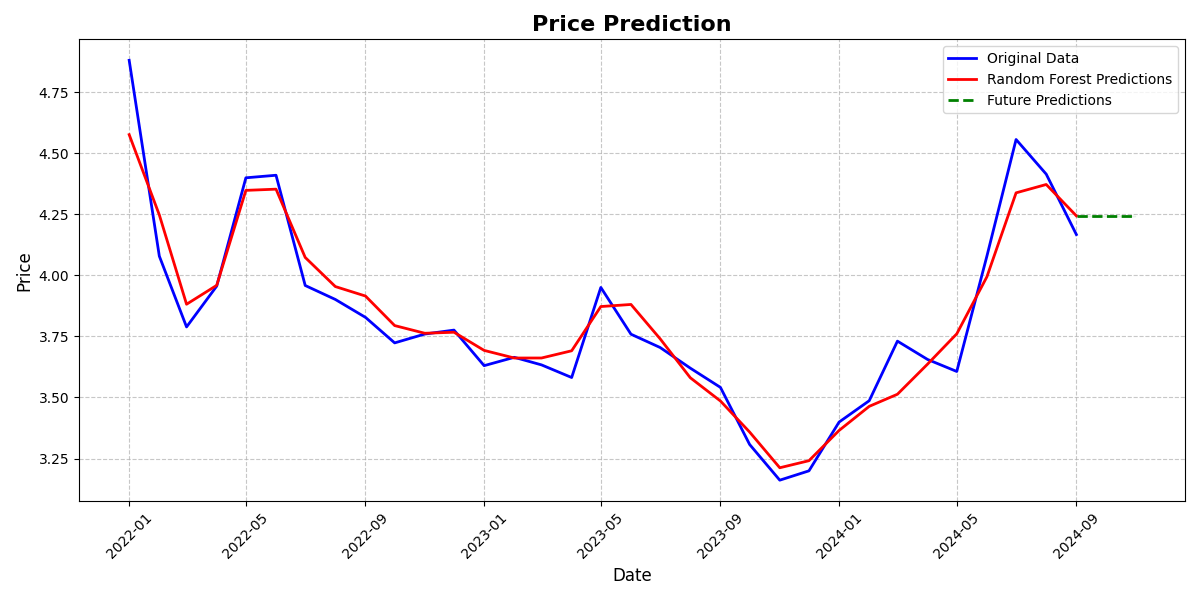 Price Prediction
Original Data
Random Forest Predictions
Future Predictions
Price
4.75
4.50
4.25
4.00
3.75
3.50
3.25
2022-01
2022-05
2022-09
2023-01
2023-05
2023-09
2024-01
2024-05
2024-09
Date